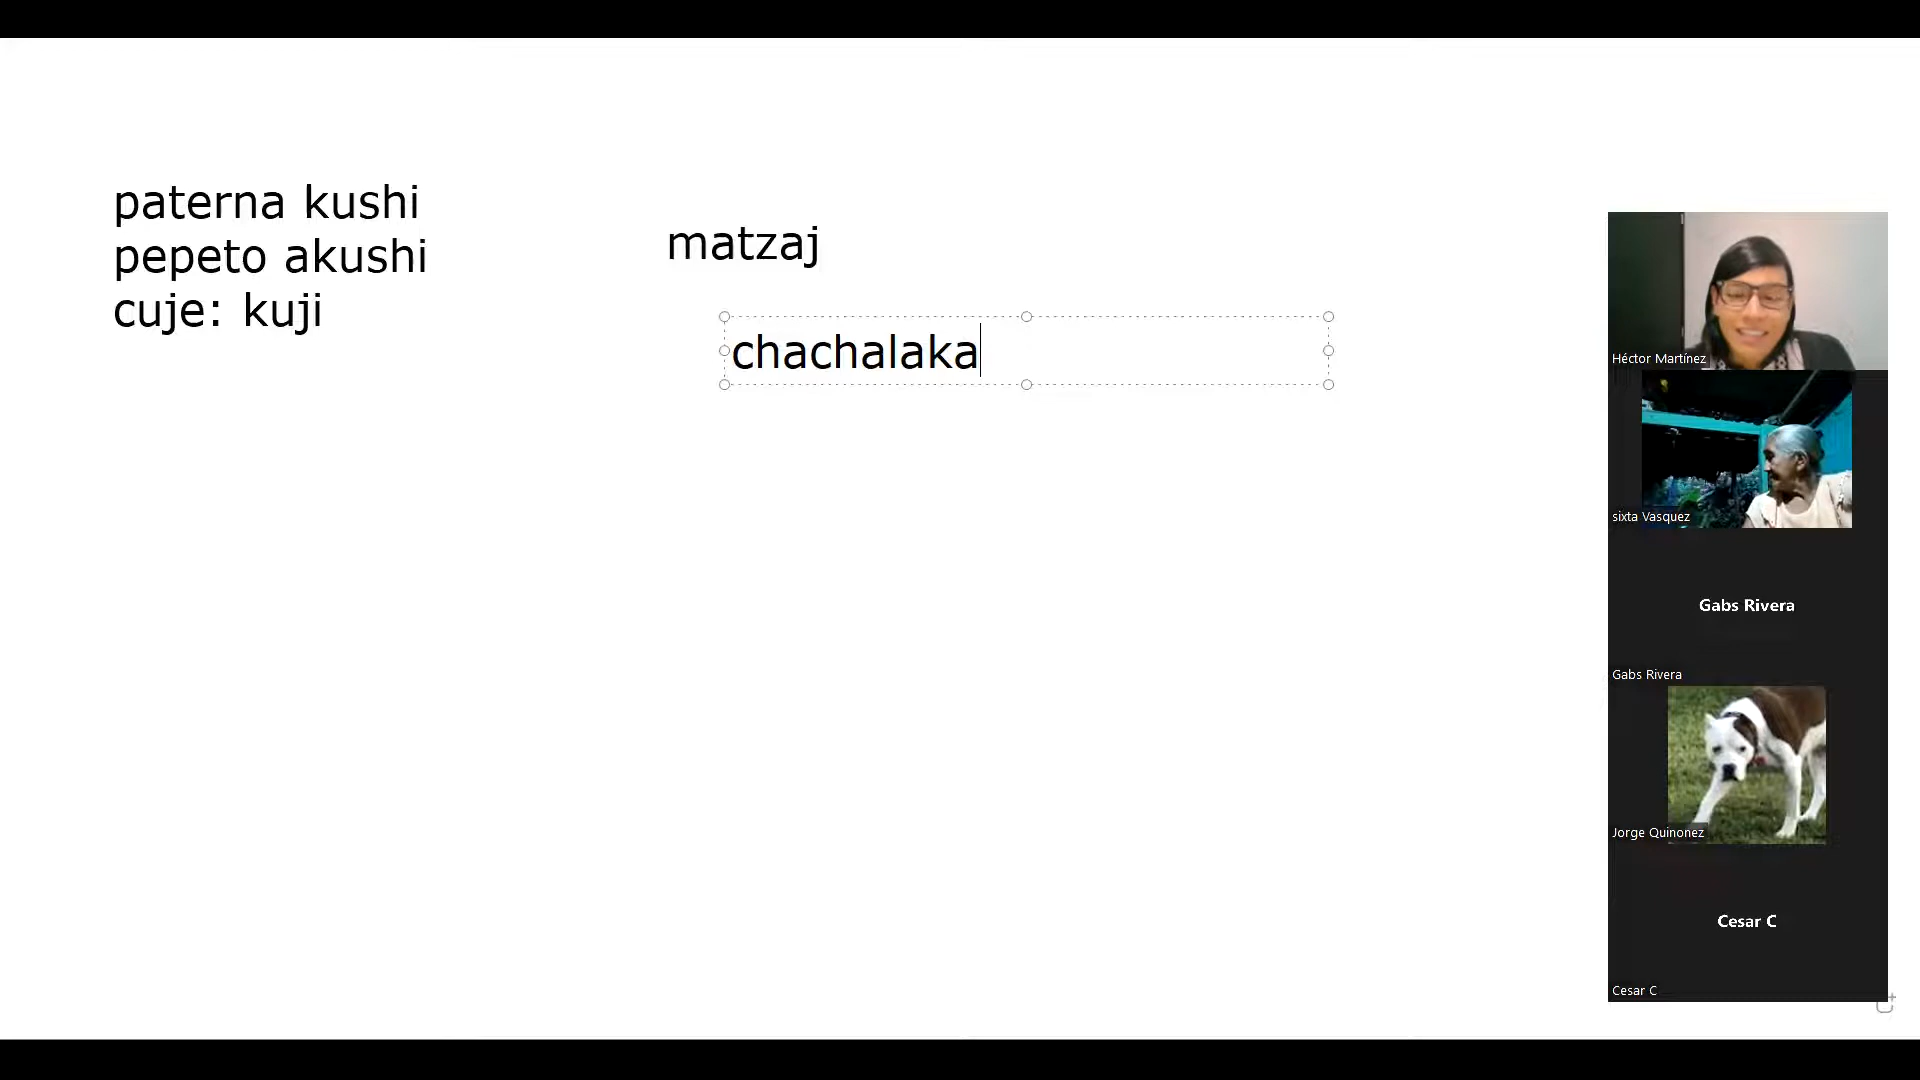 paterna kushi
pepeto akushi
cuje: kuji
matzaj
chachalaka
Héctor Martínez
sixta Vasquez
Gabs Rivera
Gabs Rivera
Jorge Quinonez
Cesar C
Cesar C